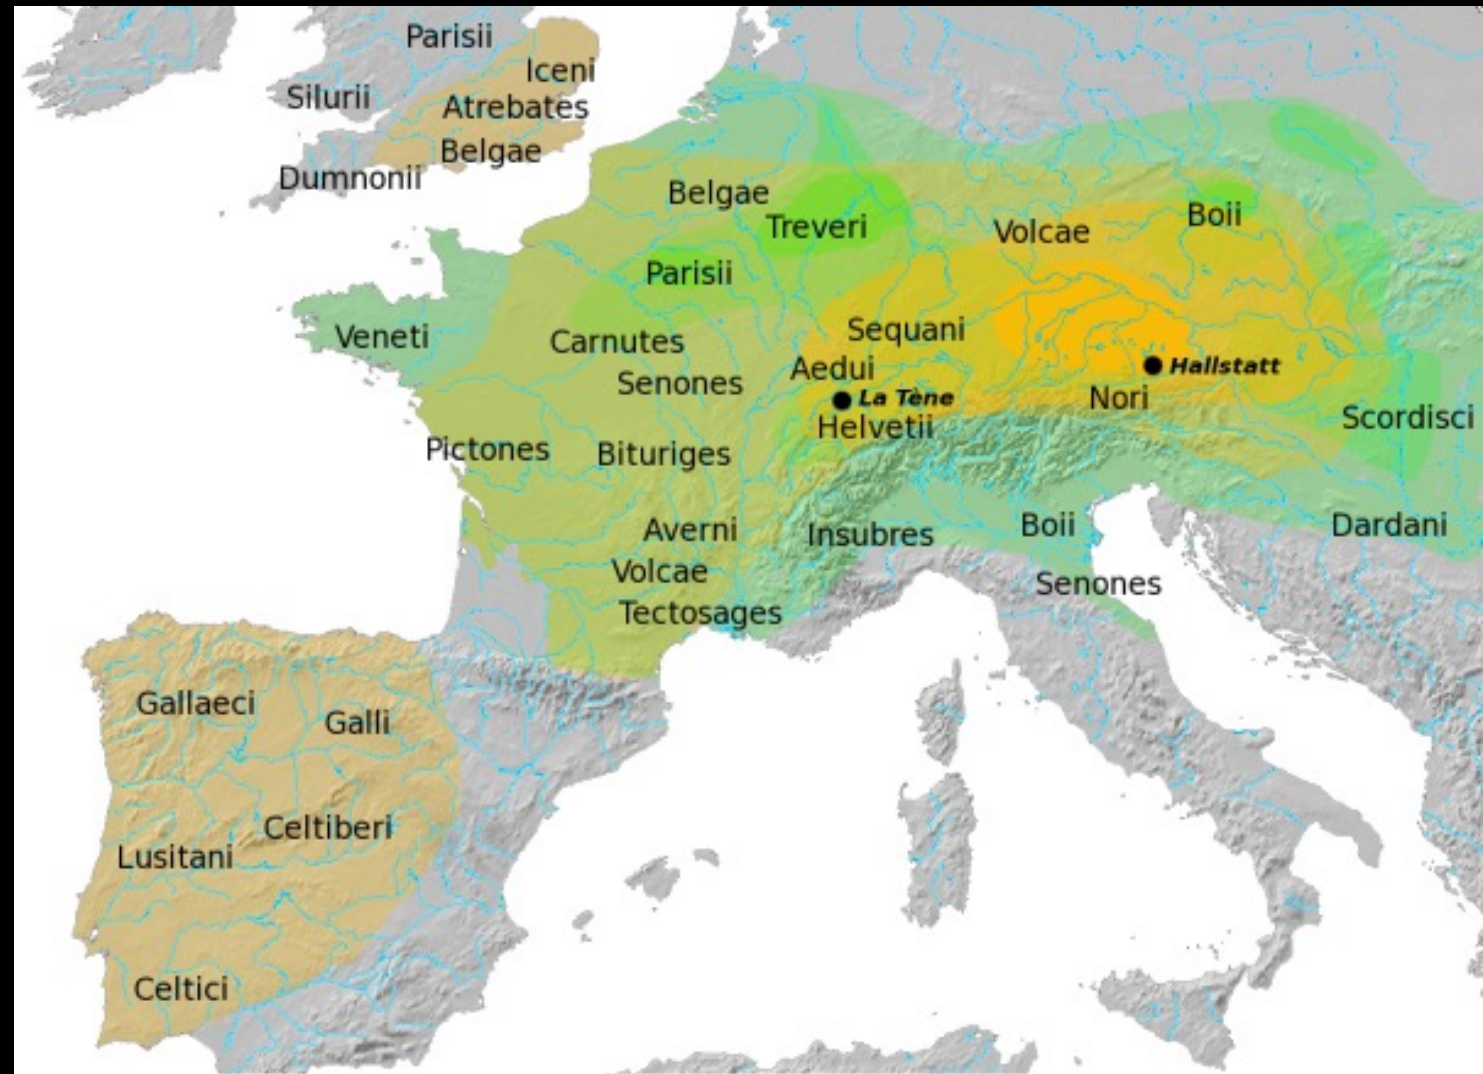 Parisii
Iceni
Silurii
Atrebates
Belgae
Dumnonii
Belgae
Treveri
Boii
Volcae
Parisii
Veneti
Carnutes
Sequani
Senones
Aedui
Hallstatt
La Tène
Nori
Helvetii
Scordisci
Pictones
Bituriges
Averni
Insubres
Boii
Dardani
Volcae
Tectosages
Senones
Gallaeci
Galli
Celtiberi
Lusitani
Celtici